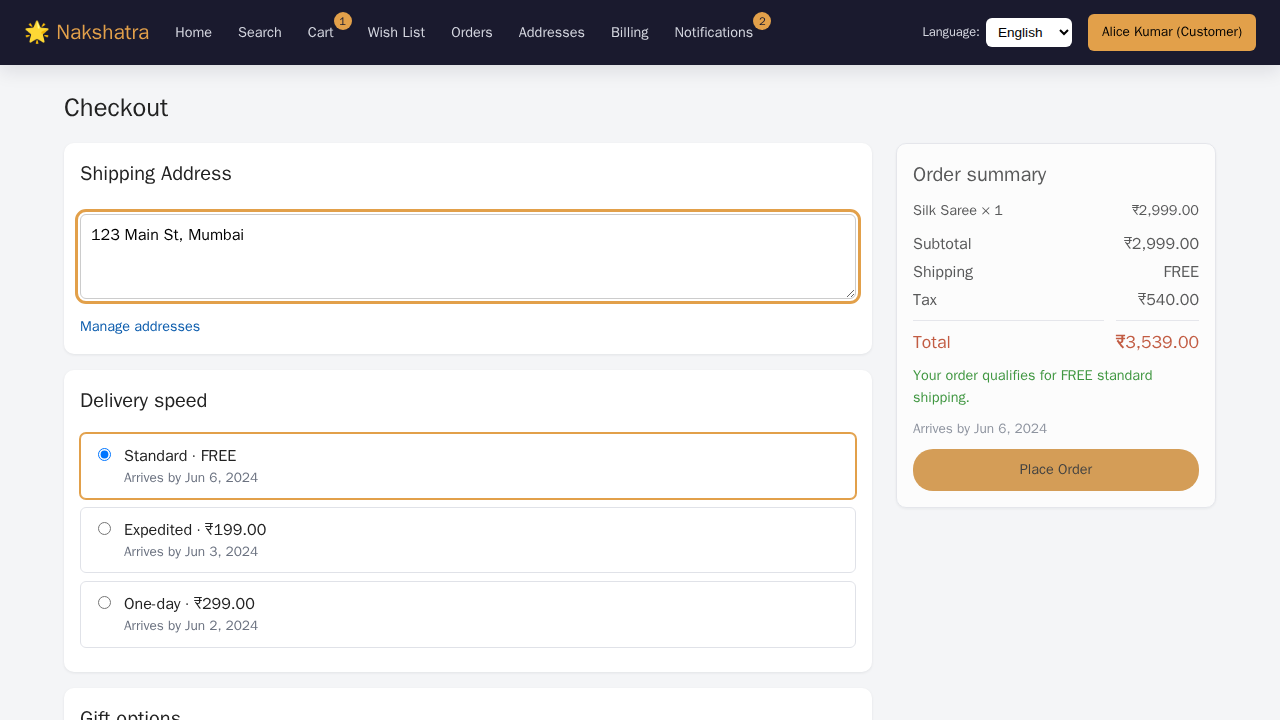 🌟 Nakshatra
Home
Search
Cart
1
Wish List
Orders
Addresses
Billing
Notifications
2
Language:
English
Alice Kumar (Customer)
Checkout
Shipping Address
123 Main St, Mumbai
Manage addresses
Delivery speed
Standard · FREE
Arrives by Jun 6, 2024
Expedited · ₹199.00
Arrives by Jun 3, 2024
One-day · ₹299.00
Arrives by Jun 2, 2024
Gift options
Order summary
Silk Saree × 1 ₹2,999.00
Subtotal ₹2,999.00
Shipping FREE
Tax ₹540.00
Total ₹3,539.00
Your order qualifies for FREE standard
shipping.
Arrives by Jun 6, 2024
Place Order